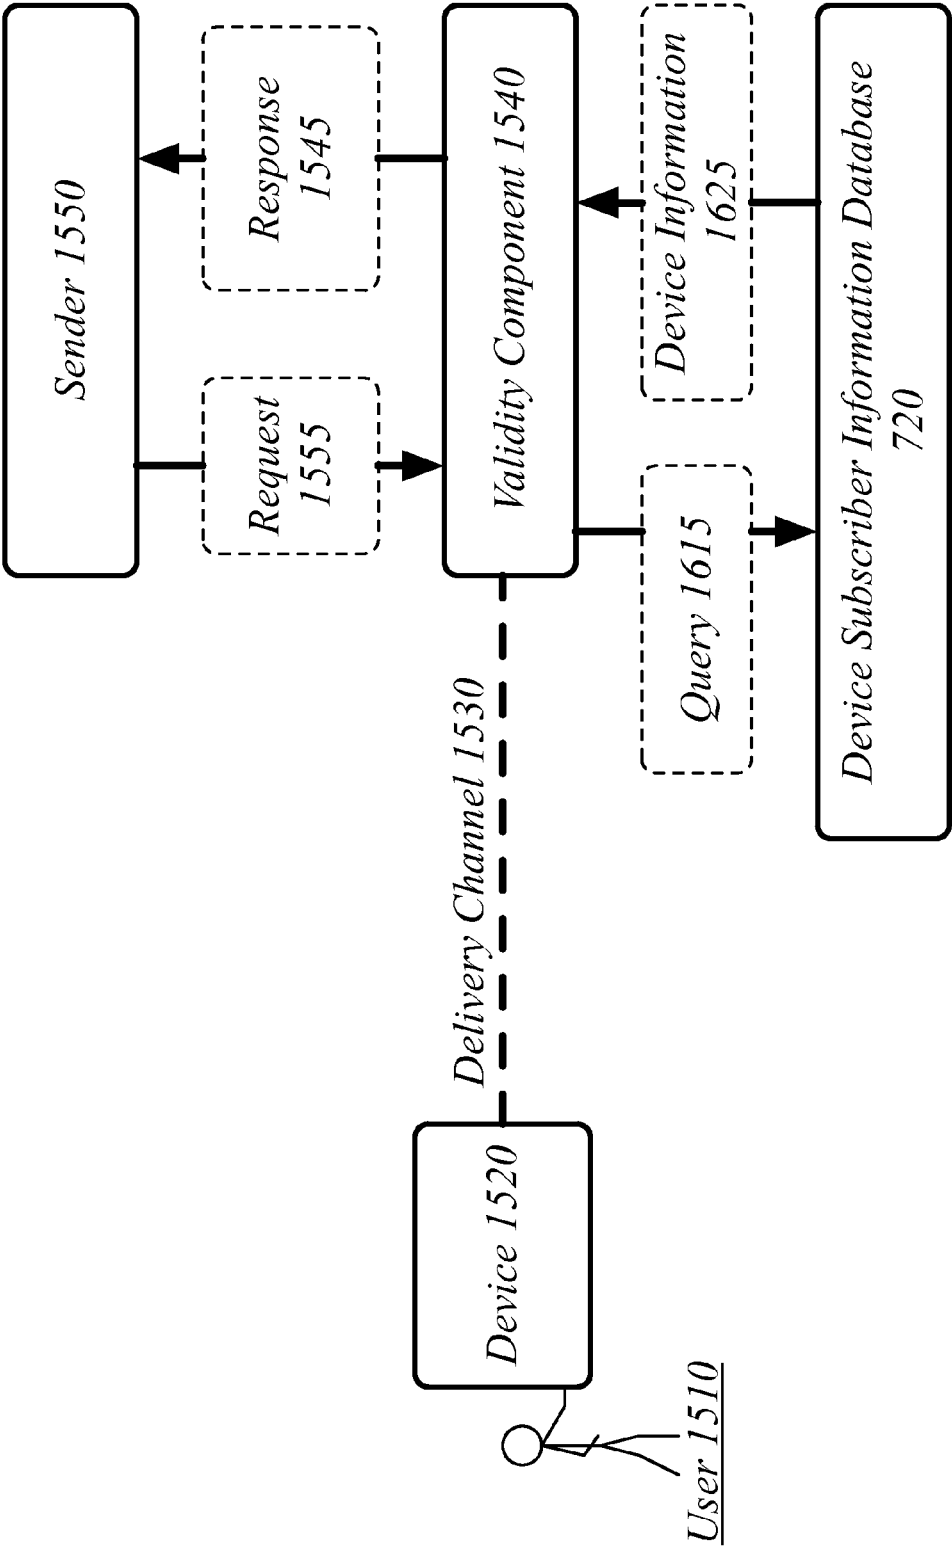 Sender 1550
Request
1555
Response
1545
Delivery Channel 1530
Validity Component 1540
Device 1520
User 1510
Query 1615
Device Information
1625
Device Subscriber Information Database
720